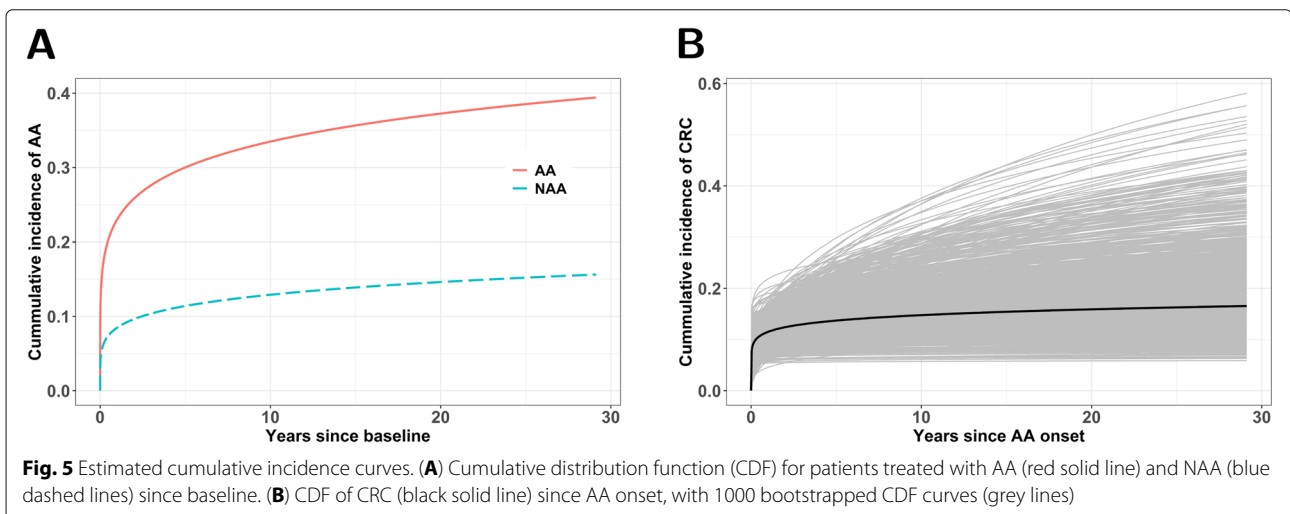 A
Cummulative incidence of AA
0.4
0.3
0.2
0.1
0.0
AA
NAA
0
10
20
30
Years since baseline
B
Cummulative incidence of CRC
0.6
0.4
0.2
0.0
0
10
20
30
Years since AA onset
Fig. 5 Estimated cumulative incidence curves. (A) Cumulative distribution function (CDF) for patients treated with AA (red solid line) and NAA (blue
dashed lines) since baseline. (B) CDF of CRC (black solid line) since AA onset, with 1000 bootstrapped CDF curves (grey lines)